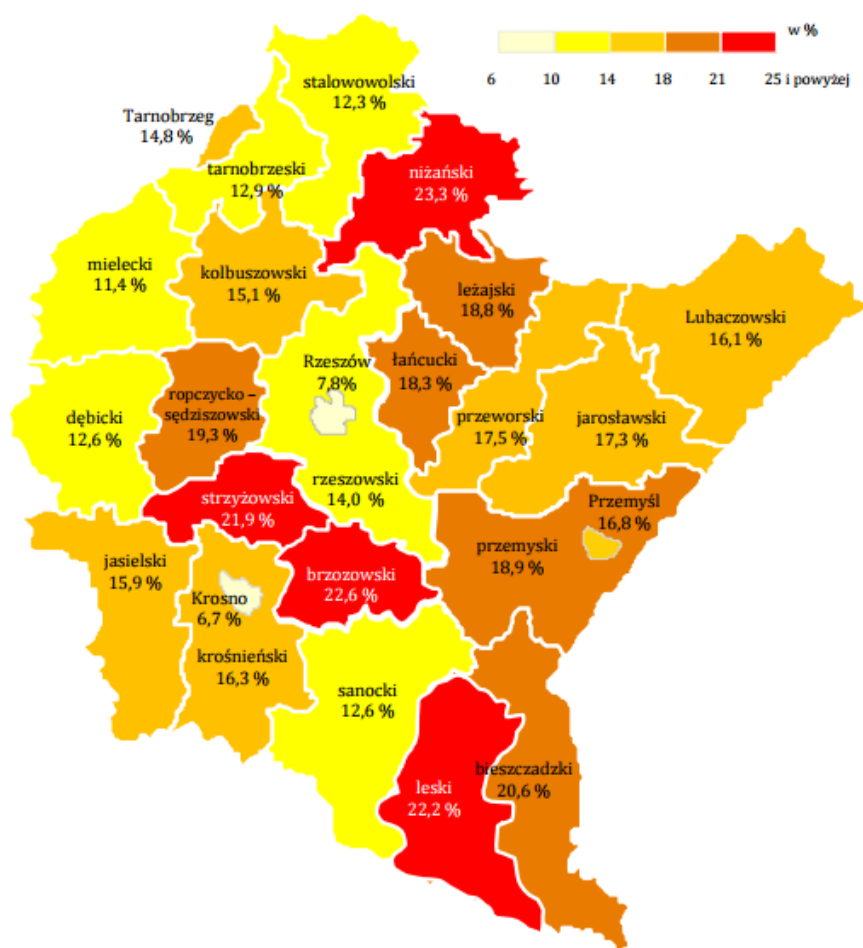 w %
6 10 14 18 21 25 i powyżej
stalowowolski
12,3 %
Tarnobrzeg
14,8 %
tarnobrzeski
12,9 %
niżański
23,3 %
mielecki
11,4 %
kolbuszowski
15,1 %
leżajski
18,8 %
Lubaczowski
16,1 %
Rzeszów
7,8%
łańcucki
18,3 %
ropczycko –
sędziszowski
19,3 %
dębicki
12,6 %
przeworski
17,5 %
jarosławski
17,3 %
rzeszowski
14,0 %
strzyżowski
21,9 %
Przemyśl
16,8 %
przemyski
18,9 %
jasielski
15,9 %
brzozowski
22,6 %
Krosno
6,7 %
krośnieński
16,3 %
sanocki
12,6 %
bieszczadzki
20,6 %
leski
22,2 %